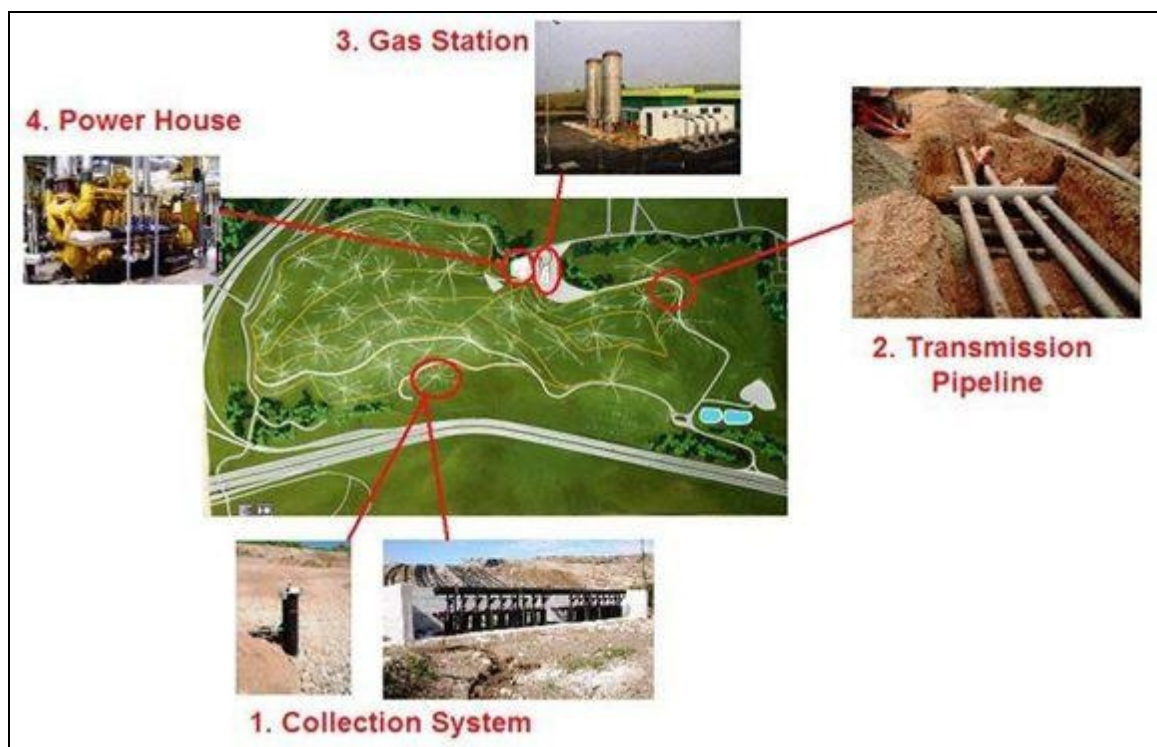 3. Gas Station
4. Power House
2. Transmission
Pipeline
1. Collection System